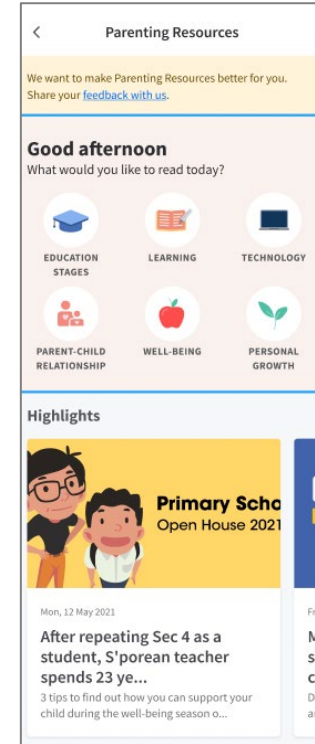 Parenting Resources
We want to make Parenting Resources better for you.
Share your feedback with us.
Good afternoon
What would you like to read today?
EDUCATION
STAGES
LEARNING
TECHNOLOGY
PARENT-CHILD
RELATIONSHIP
WELL-BEING
PERSONAL
GROWTH
Highlights
Primary Scho
Open House 2021
Mon, 12 May 2021
After repeating Sec 4 as a
student, S'porean teacher
spends 23 ye...
3 tips to find out how you can support your
child during the well-being season o...